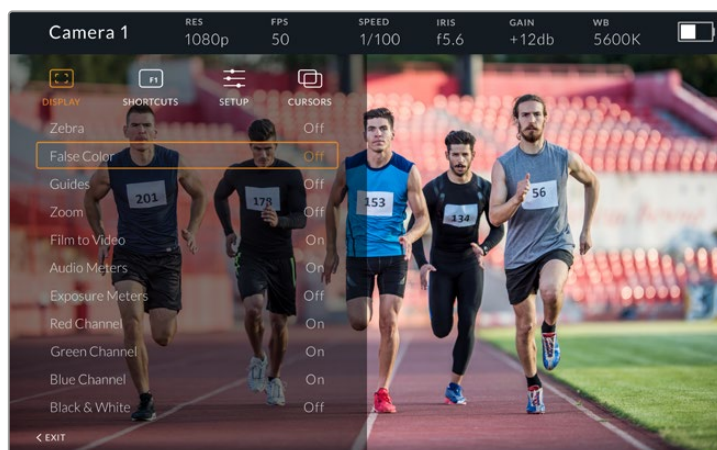 Camera 1
RES
1080p
FPS
50
SPEED
1/100
IRIS
f5.6
GAIN
+12db
WB
5600K
F1
DISPLAY
SHORTCUTS
SETUP
CURSORS
Zebra Off
False Color Off
Guides Off
Zoom Off
Film to Video On
Audio Meters On
Exposure Meters Off
Red Channel On
Green Channel On
Blue Channel On
Black & White Off
< EXIT
201
178
153
134
56